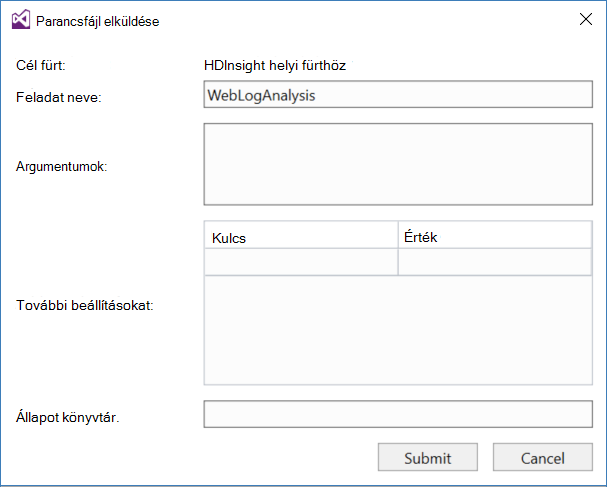 Parancsfájl elküldése
Cél fürt: HDInsight helyi fürthöz
Feladat neve: WebLogAnalysis
Argumentumok:
Kulcs Érték
További beállításokat:
Állapot könyvtár.
Submit Cancel